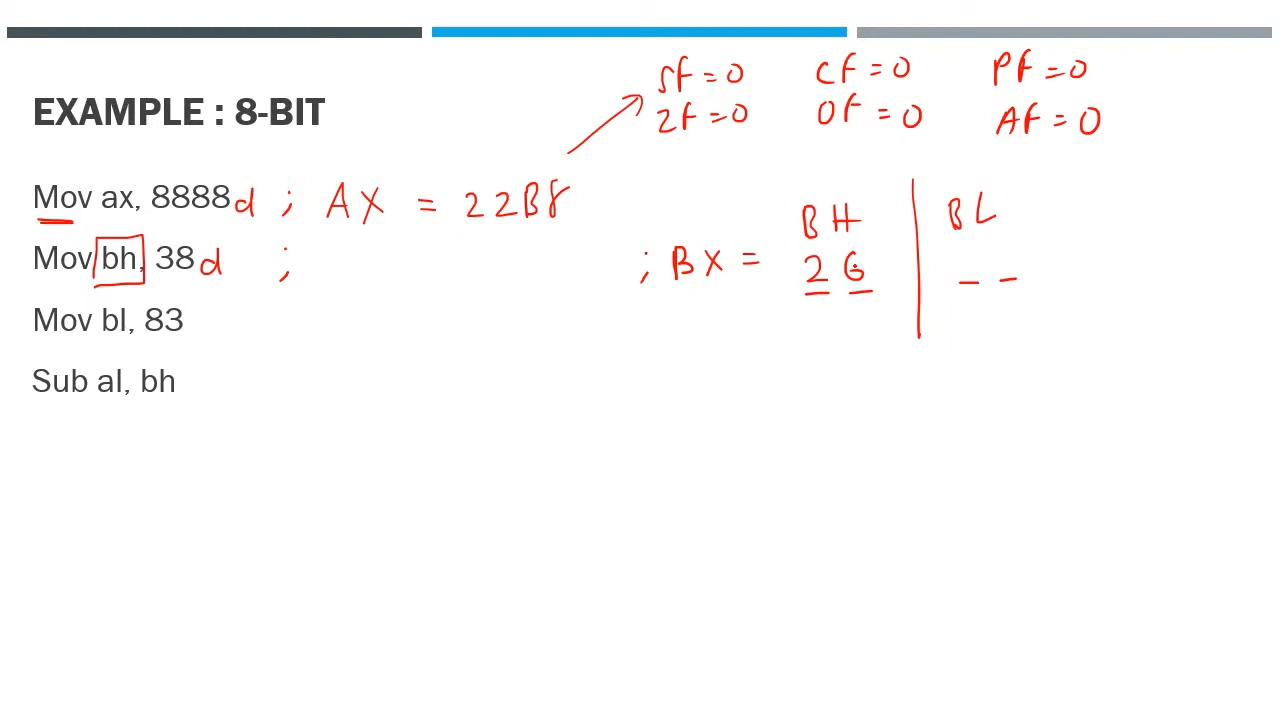 SF = 0 CF = 0 PF = 0
EXAMPLE : 8-BIT
ZF = 0 OF = 0 AF = 0
Mov ax, 8888d ; AX = 22B8
BH BL
Mov bh, 38d ; ; BX = 26 _ _
Mov bl, 83
Sub al, bh